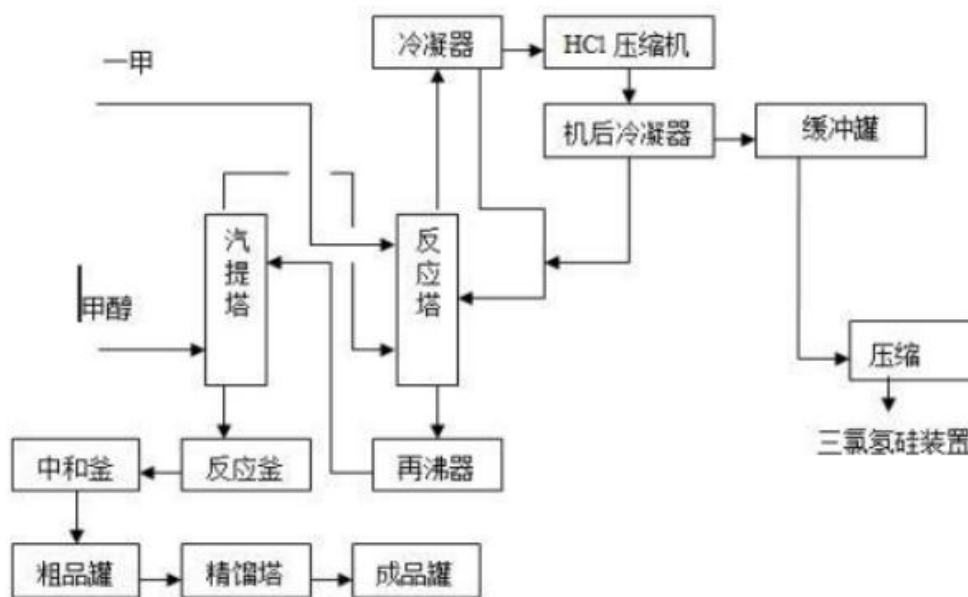 冷凝器
HCl 压缩机
一甲
机后冷凝器
缓冲罐
汽提塔
反应塔
甲醇
压缩
三氯氢硅装置
中和釜
反应釜
再沸器
粗品罐
精馏塔
成品罐